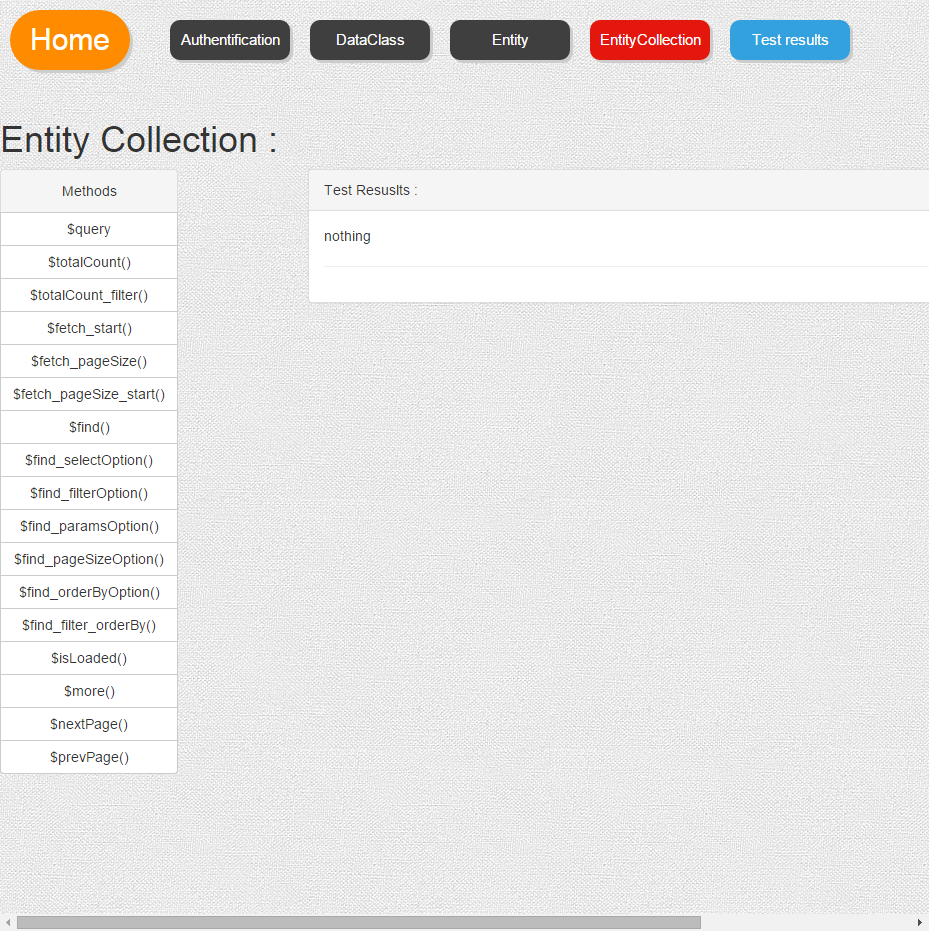 Home
Authentification
DataClass
Entity
EntityCollection
Test results
Entity Collection :
Methods
$query
$totalCount()
$totalCount_filter()
$fetch_start()
$fetch_pageSize()
$fetch_pageSize_start()
$find()
$find_selectOption()
$find_filterOption()
$find_paramsOption()
$find_pageSizeOption()
$find_orderByOption()
$find_filter_orderBy()
$isLoaded()
$more()
$nextPage()
$prevPage()
Test Resuslts :
nothing